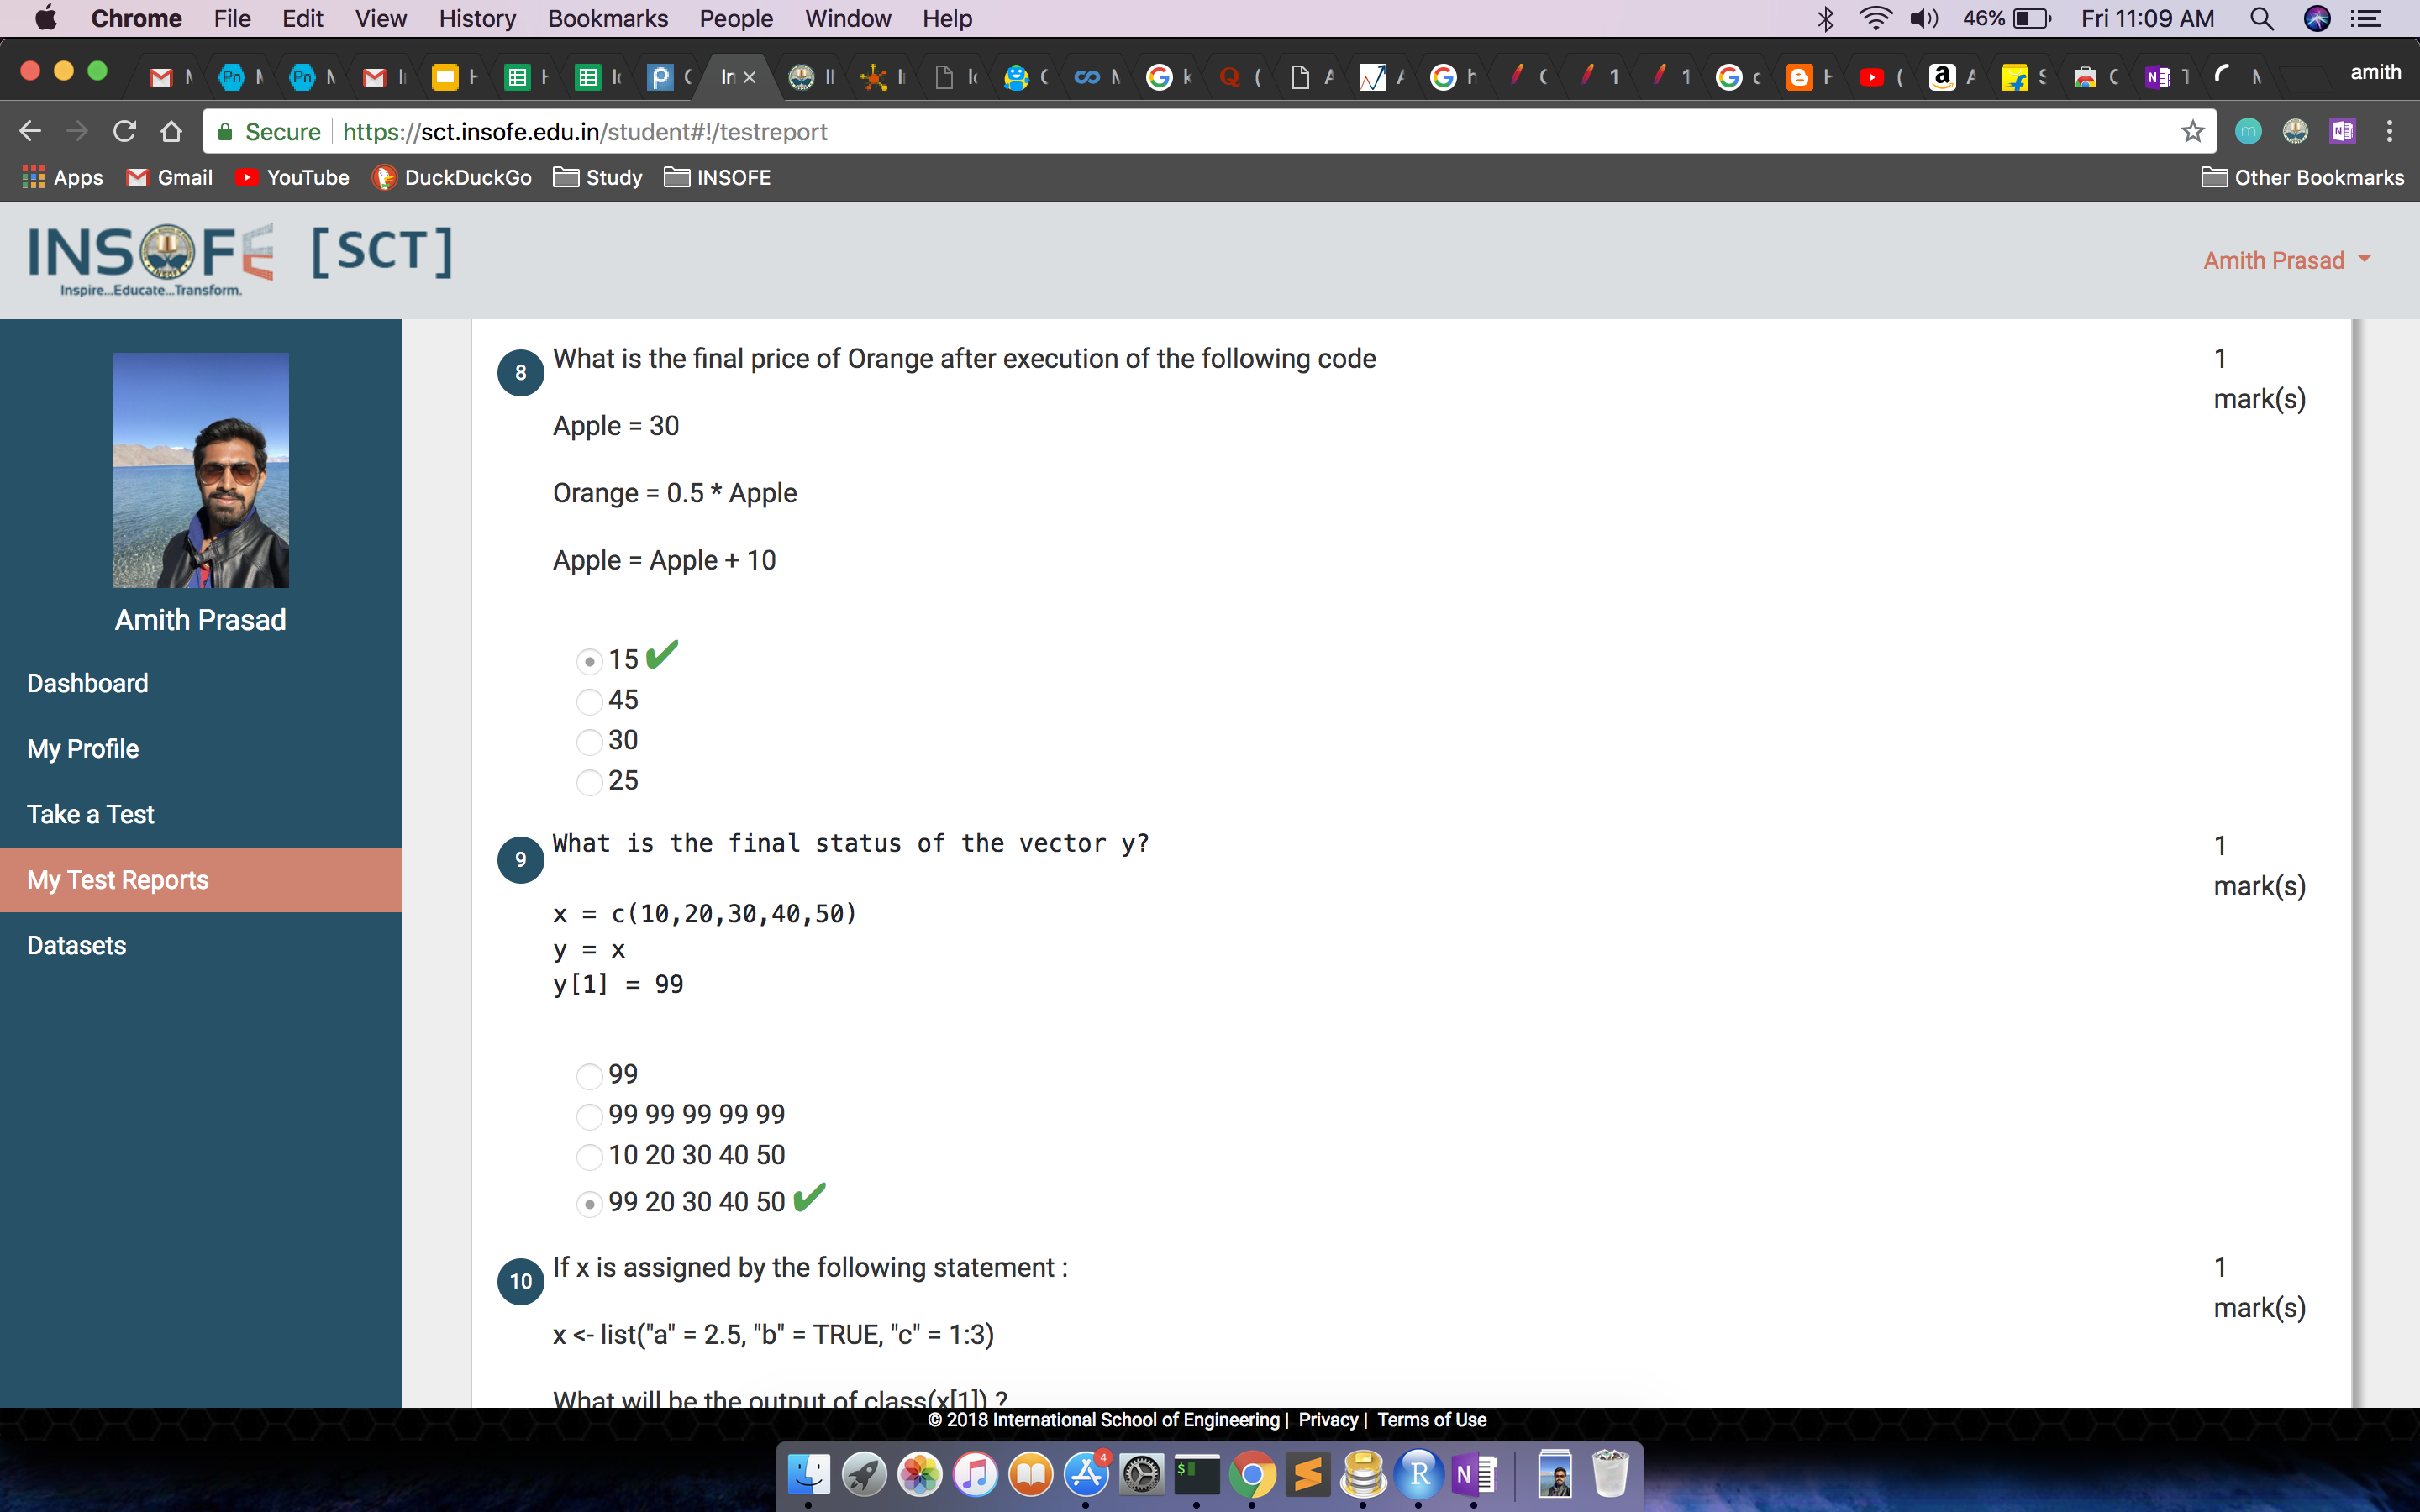 Chrome File Edit View History Bookmarks People Window Help 46% Fri 11:09 AM
amith
Secure https://sct.insofe.edu.in/student#!/testreport
Apps Gmail YouTube DuckDuckGo Study INSOFE Other Bookmarks
INSOFE [SCT]
Inspire...Educate...Transform.
Amith Prasad
Amith Prasad
Dashboard
My Profile
Take a Test
My Test Reports
Datasets
8 What is the final price of Orange after execution of the following code
1
mark(s)
Apple = 30
Orange = 0.5 * Apple
Apple = Apple + 10
15
45
30
25
9 What is the final status of the vector y?
1
mark(s)
x = c(10,20,30,40,50)
y = x
y[1] = 99
99
99 99 99 99 99
10 20 30 40 50
99 20 30 40 50
10 If x is assigned by the following statement :
1
mark(s)
x <- list("a" = 2.5, "b" = TRUE, "c" = 1:3)
What will be the output of class(x[1]) ?
© 2018 International School of Engineering | Privacy | Terms of Use